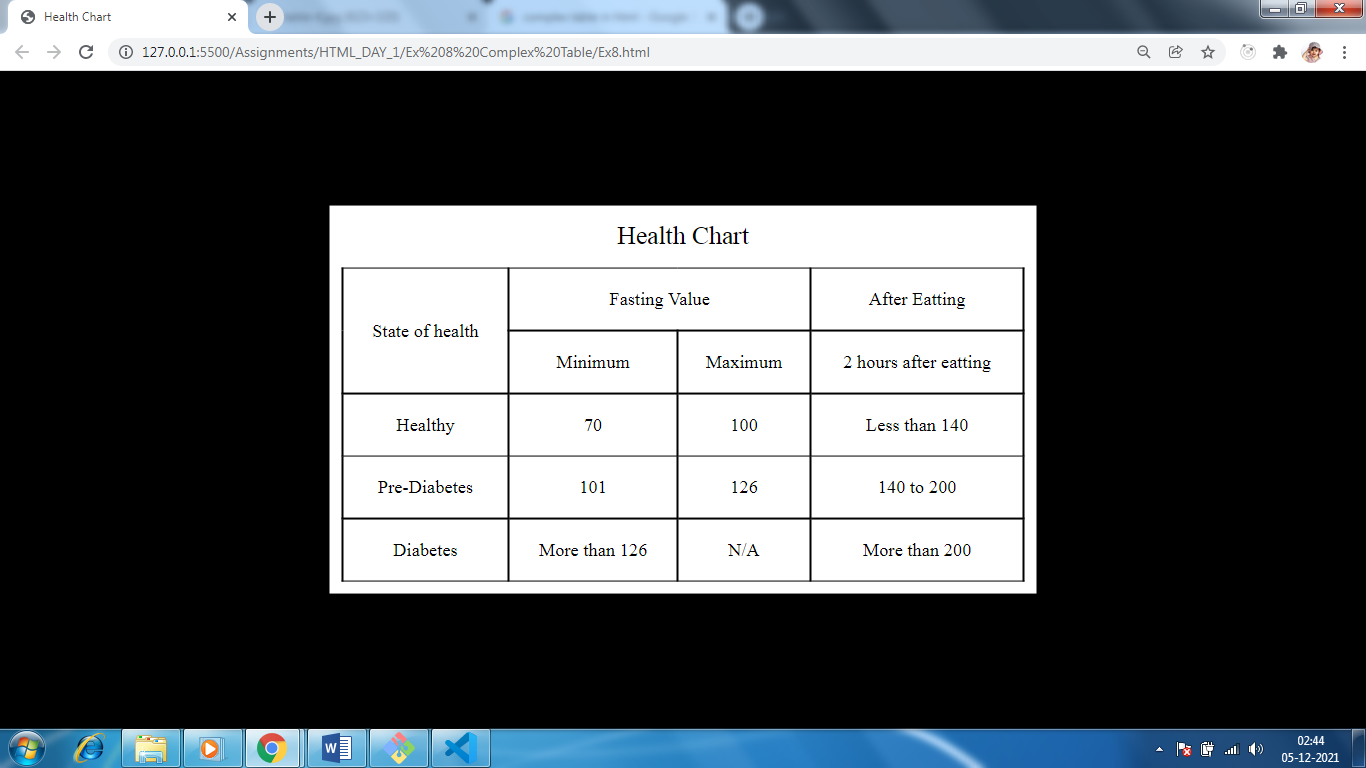 Health Chart
127.0.0.1:5500/Assignments/HTML_DAY_1/Ex%208%20Complex%20Table/Ex8.html
Health Chart
State of health
Fasting Value
After Eatting
Minimum
Maximum
2 hours after eatting
Healthy
70
100
Less than 140
Pre-Diabetes
101
126
140 to 200
Diabetes
More than 126
N/A
More than 200
02:44
05-12-2021